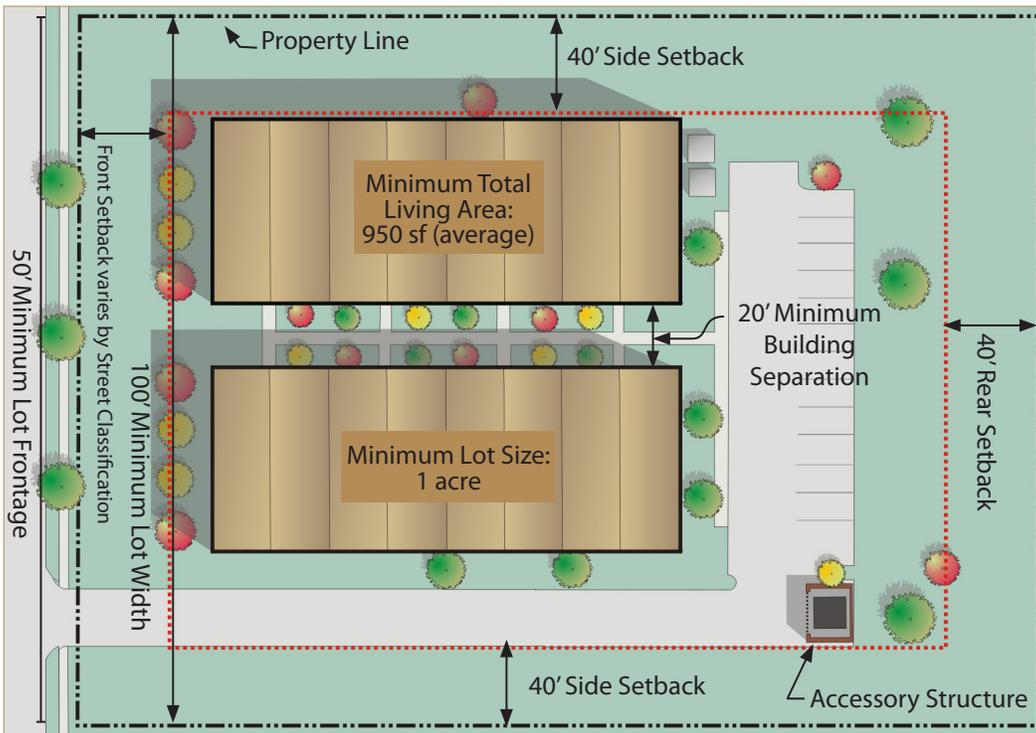 Property Line
40' Side Setback
Front Setback varies by Street Classification
50' Minimum Lot Frontage
100' Minimum Lot Width
Minimum Total
Living Area:
950 sf (average)
20' Minimum
Building
Separation
40' Rear Setback
Minimum Lot Size:
1 acre
40' Side Setback
Accessory Structure